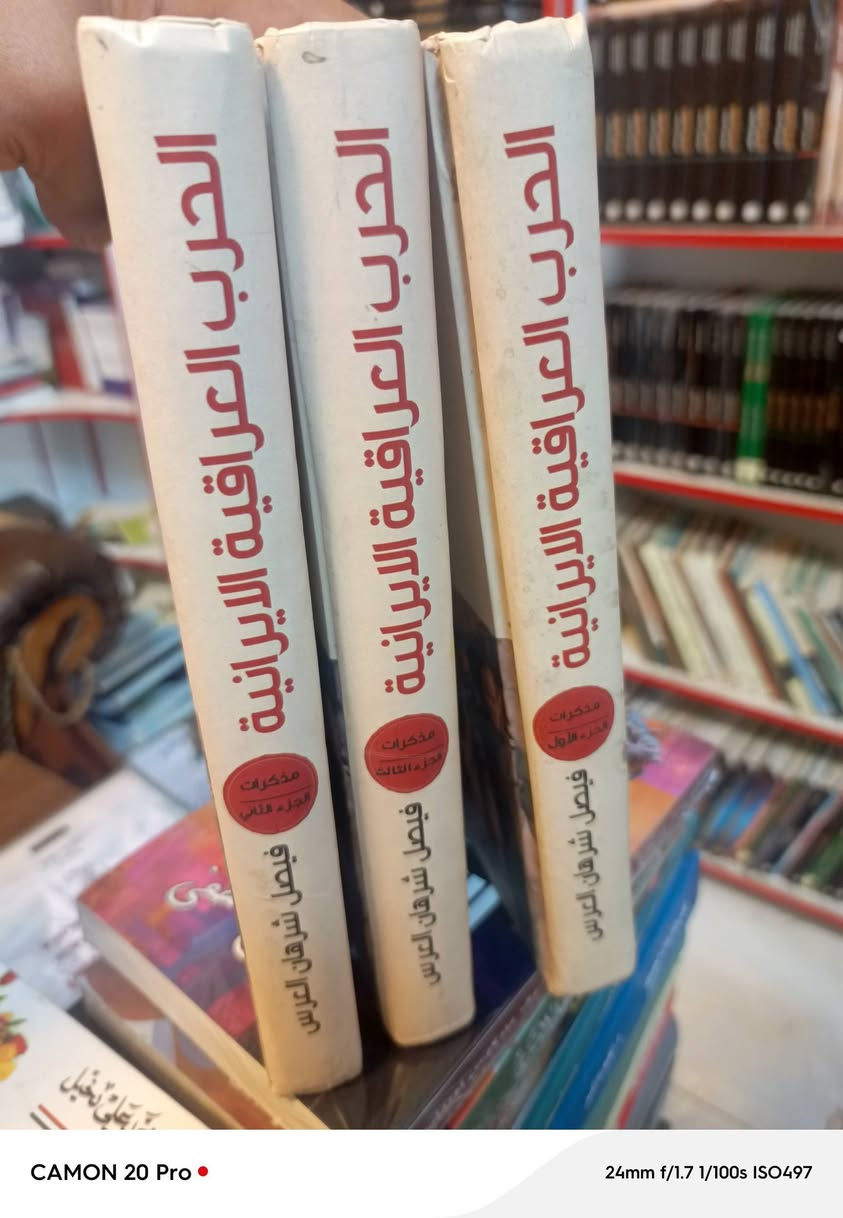 الحرب العراقية الايرانية
مذكرات
الجزء الثاني
فيصل شرهان العرس
الحرب العراقية الايرانية
مذكرات
الجزء الثالث
فيصل شرهان العرس
الحرب العراقية الايرانية
مذكرات
الجزء الأول
فيصل شرهان العرس
CAMON 20 Pro
24mm f/1.7 1/100s ISO497